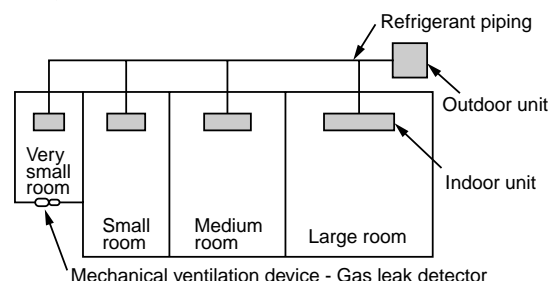 Refrigerant piping
Outdoor unit
Very
small
room
Indoor unit
Small
room
Medium
room
Large room
Mechanical ventilation device - Gas leak detector